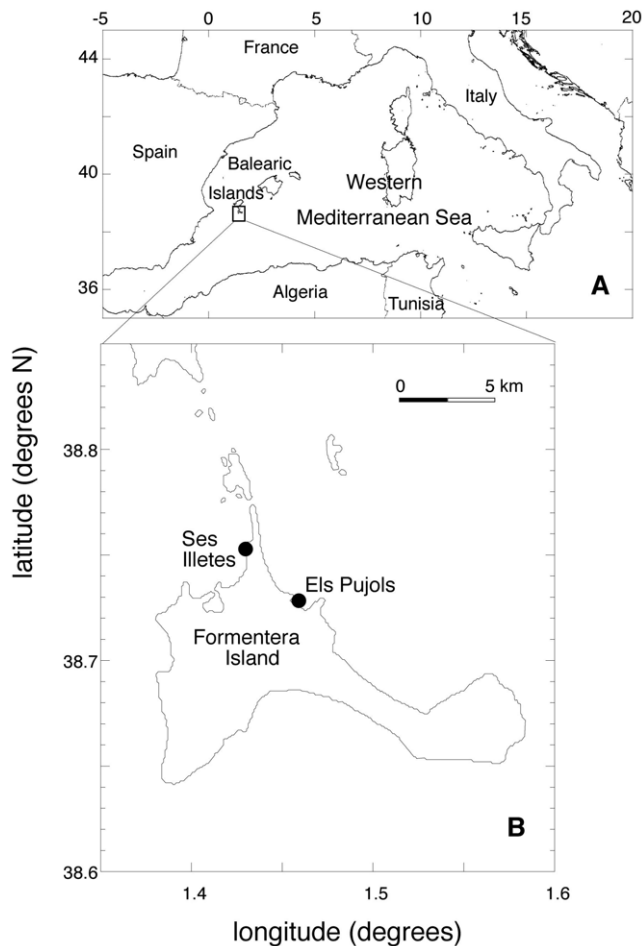 -5 0 5 10 15 20
44
France
Italy
Spain
40
Balearic
Islands
Western
Mediterranean Sea
36
Algeria
Tunisia
A
0 5 km
38.8
Ses
Illetes
Els Pujols
Formentera
Island
38.7
B
38.6
1.4 1.5 1.6
latitude (degrees N)
longitude (degrees)